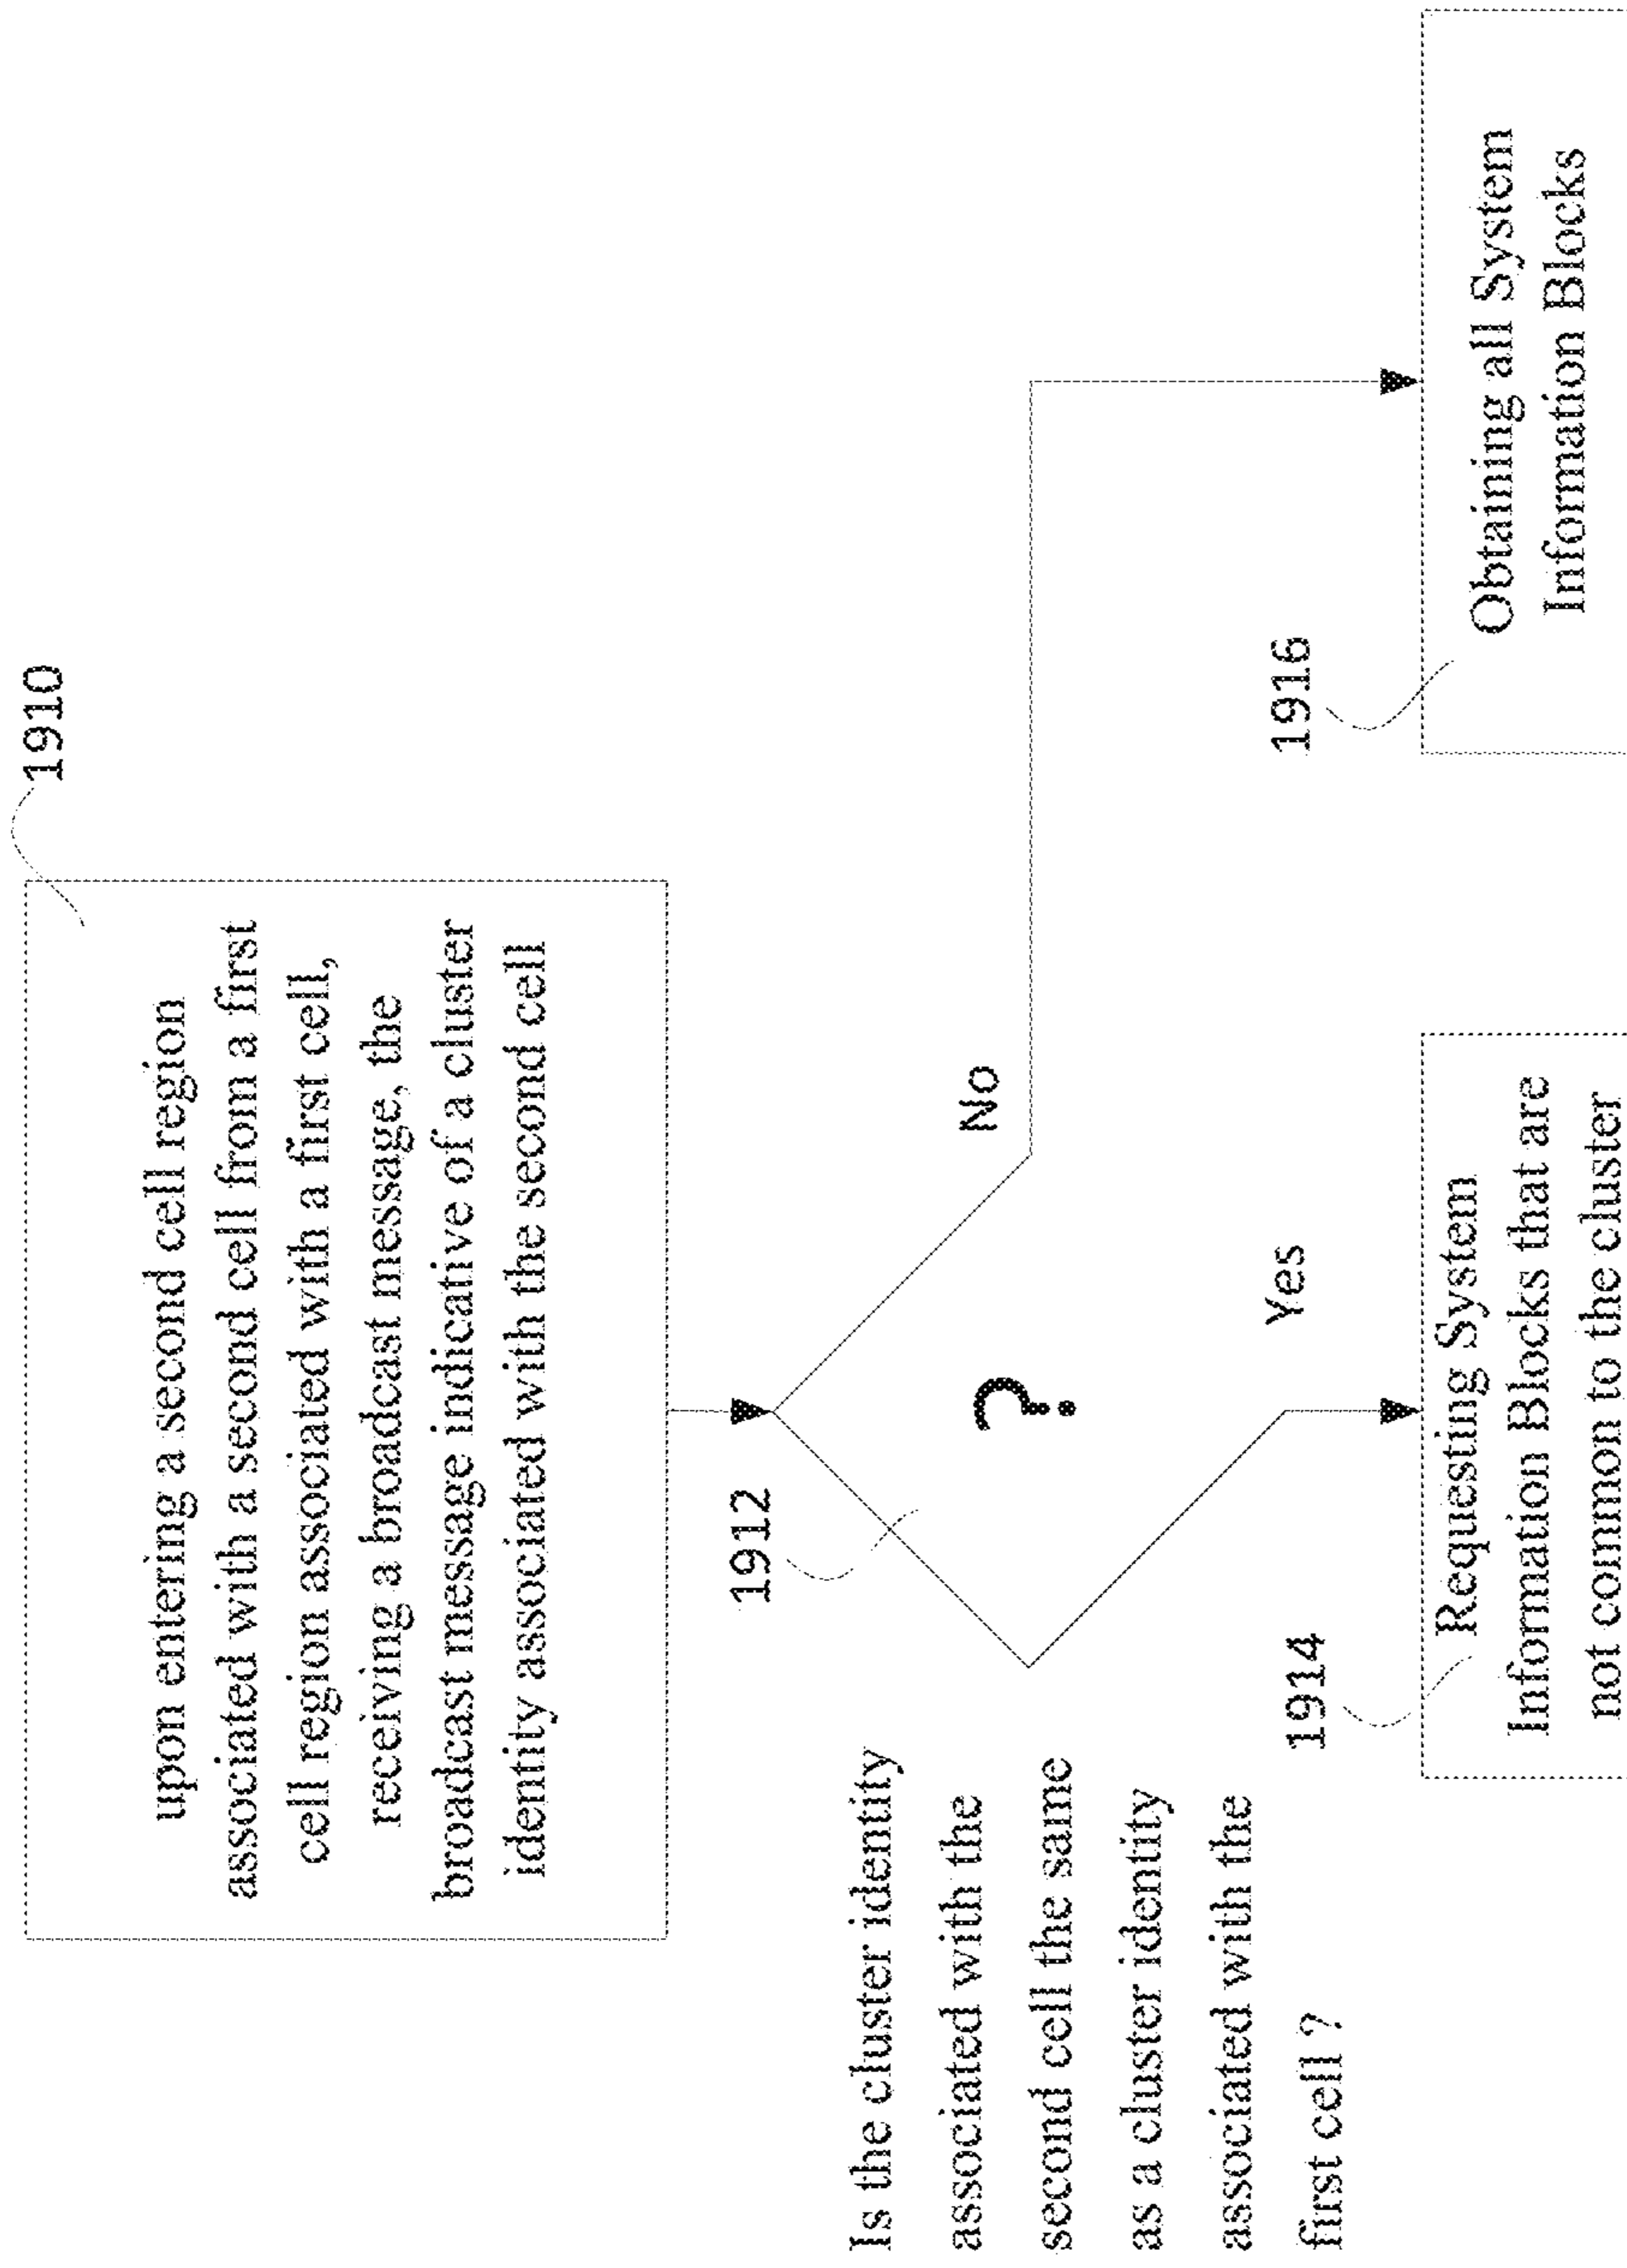 1910
upon entering a second cell region
associated with a second cell from a first
cell region associated with a first cell,
receiving a broadcast message, the
broadcast message indicative of a cluster
identity associated with the second cell
1912
Is the cluster identity
associated with the
second cell the same
as a cluster identity
associated with the
first cell ?
?
No
Yes
1914
Requesting System
Information Blocks that are
not common to the cluster
1916
Obtaining all System
Information Blocks